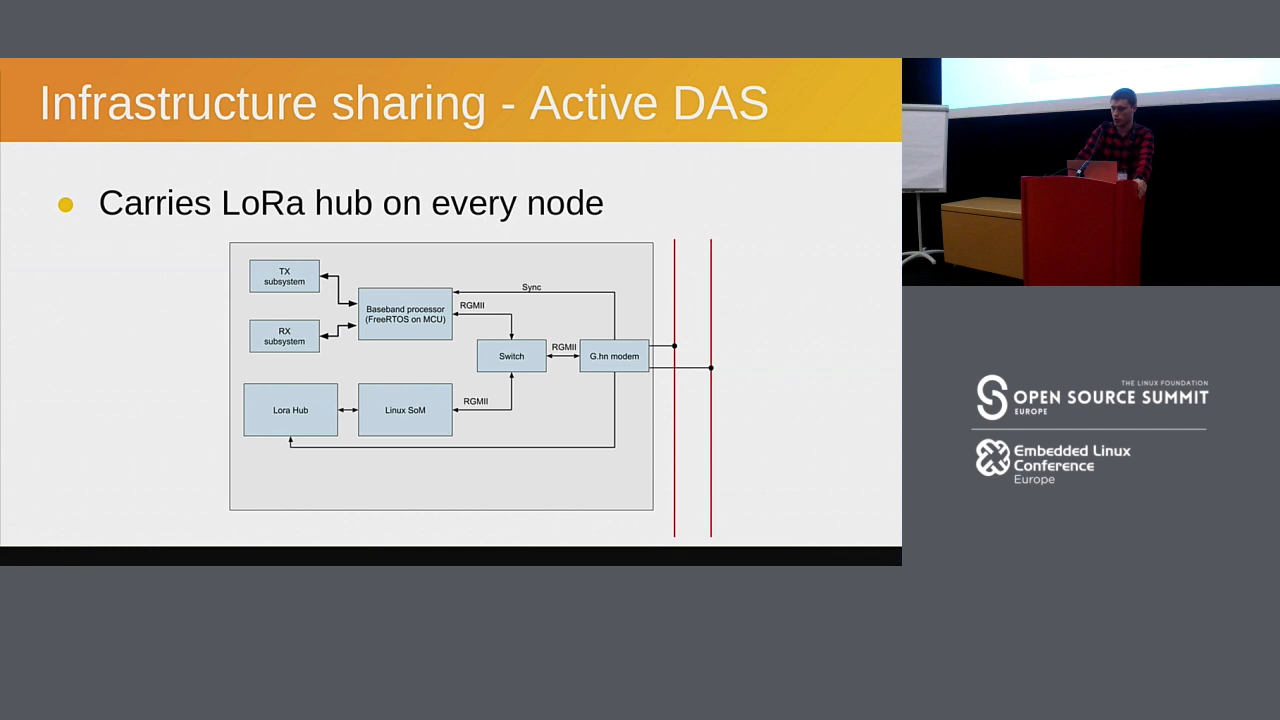 Infrastructure sharing - Active DAS
Carries LoRa hub on every node
TX
subsystem
Sync
Baseband processor
(FreeRTOS on MCU)
RGMII
RX
subsystem
Switch
RGMII
G.hn modem
Lora Hub
Linux SoM
RGMII
THE LINUX FOUNDATION
OPEN SOURCE SUMMIT
EUROPE
Embedded Linux
Conference
Europe